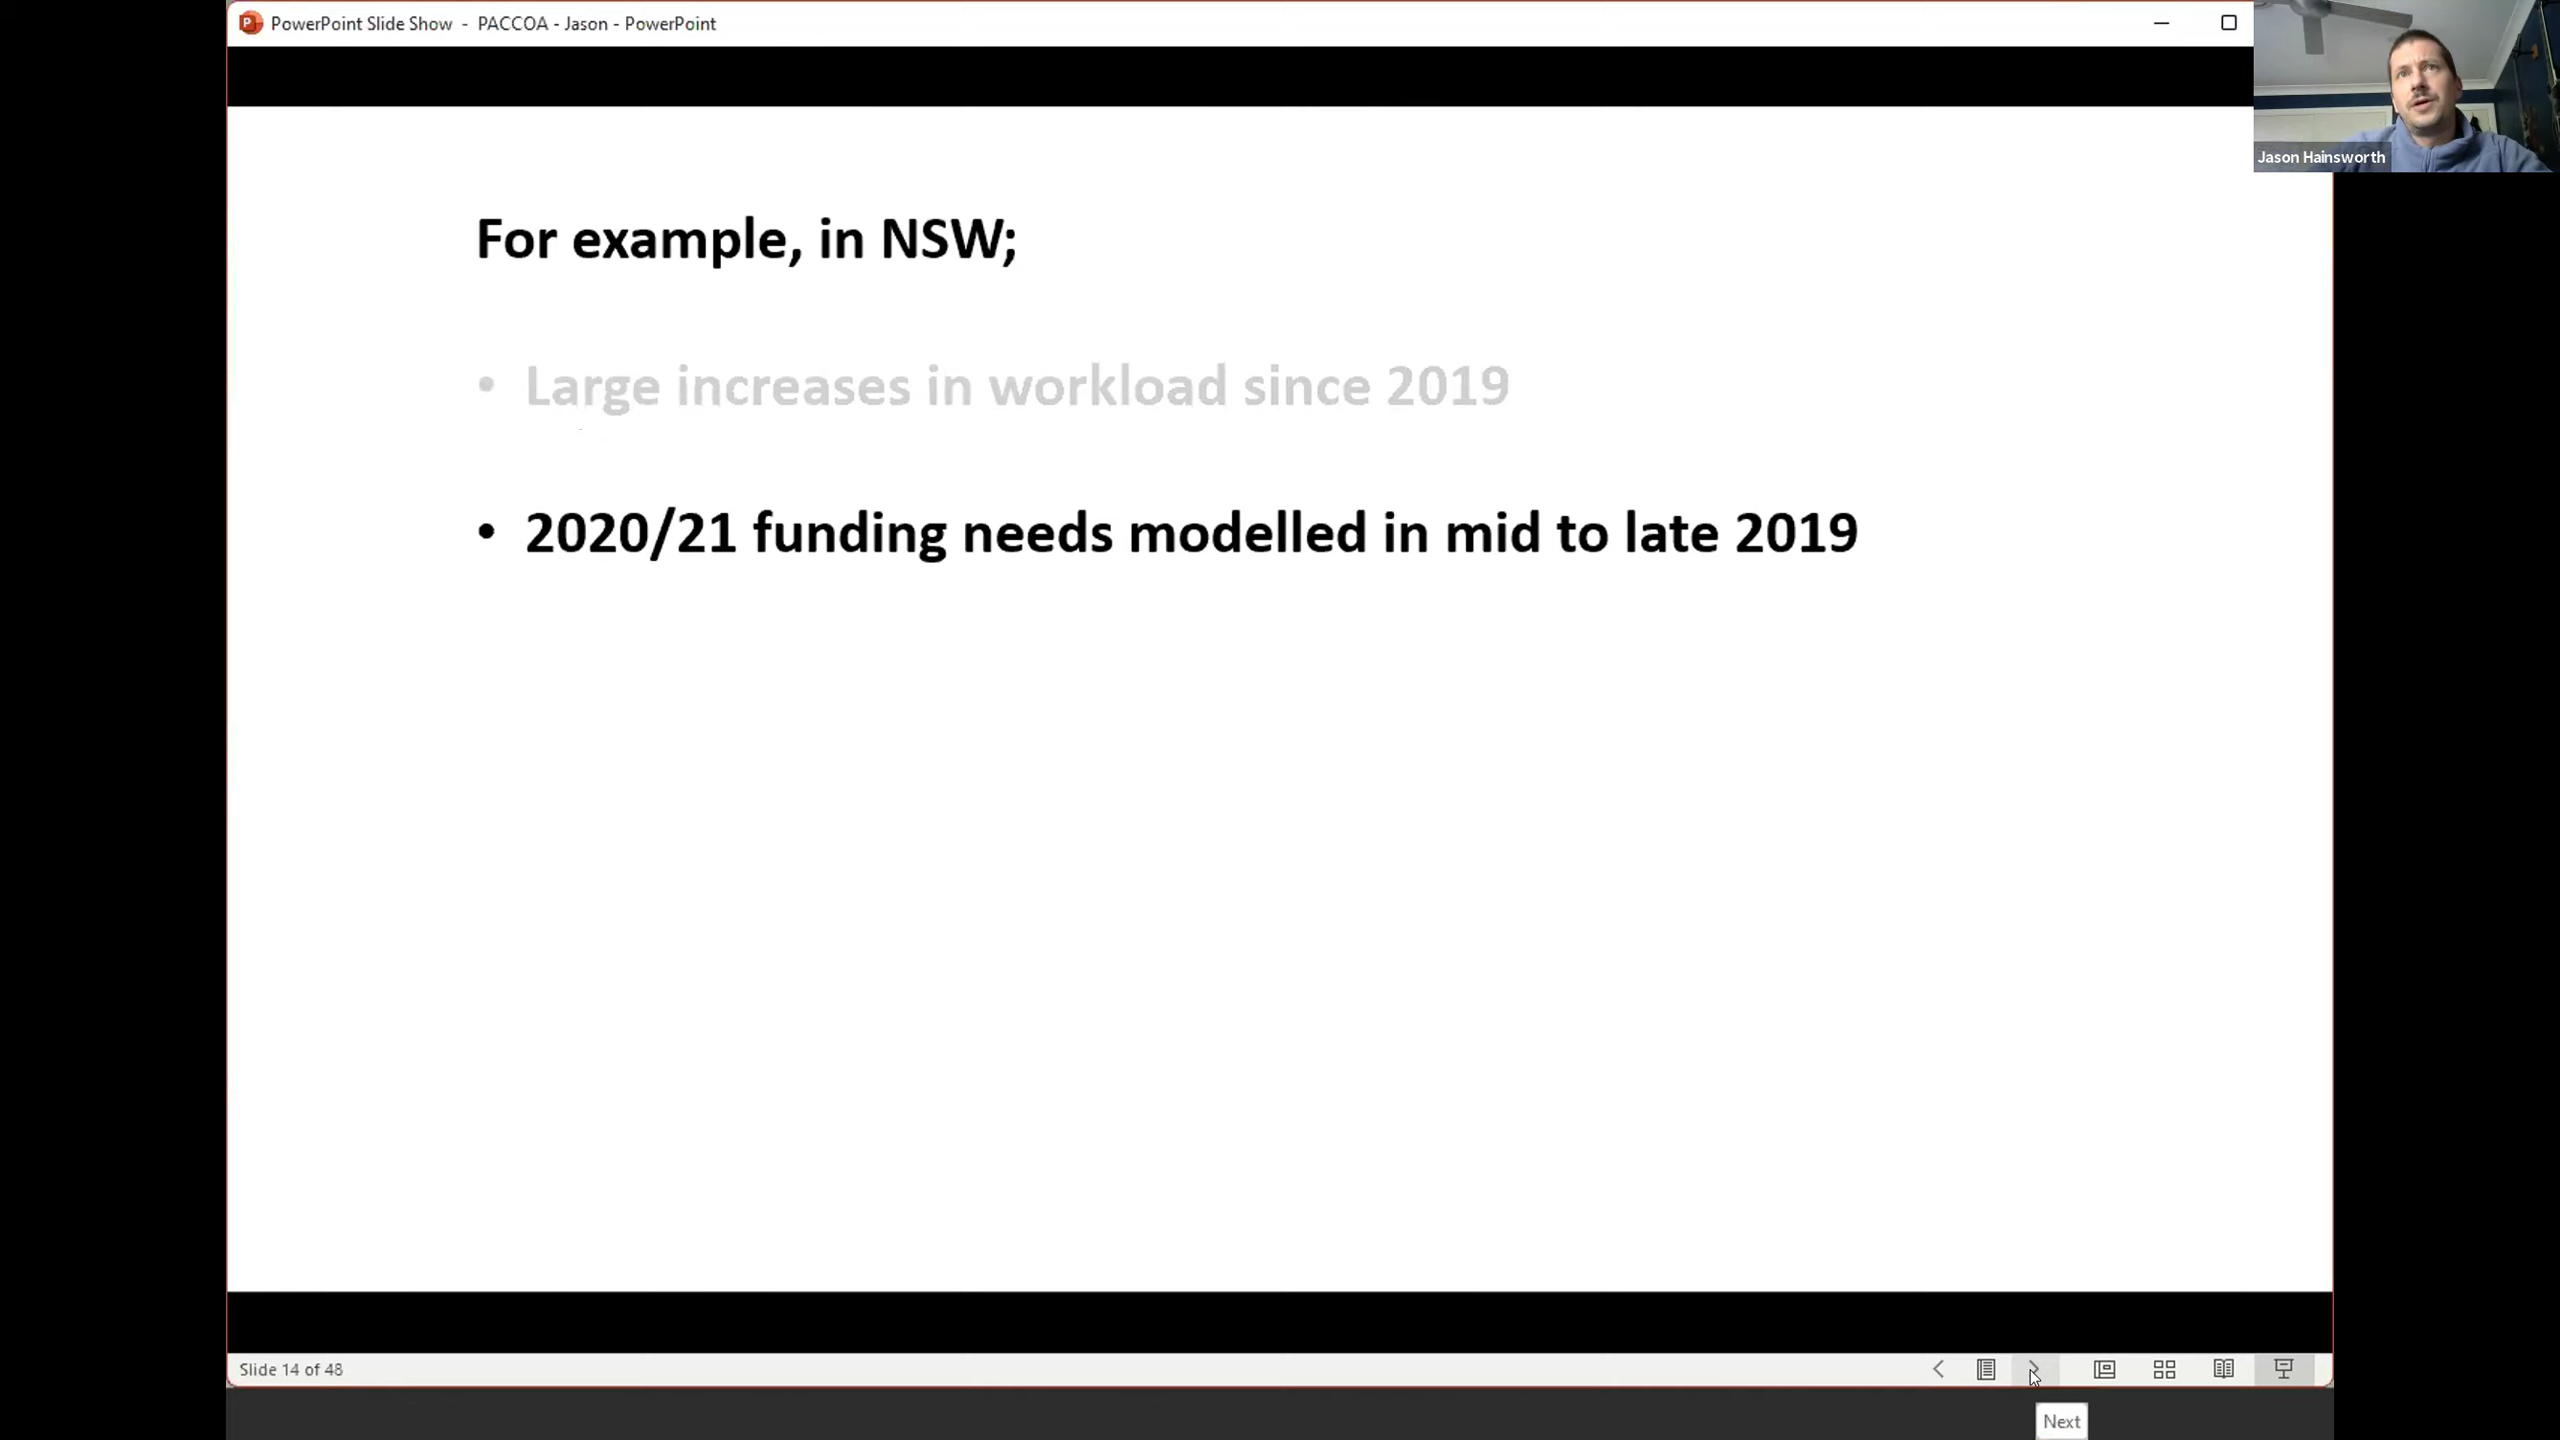 PowerPoint Slide Show - PACCOA - Jason - PowerPoint
Jason Hainsworth
For example, in NSW;
• Large increases in workload since 2019
• 2020/21 funding needs modelled in mid to late 2019
Slide 14 of 48
Next